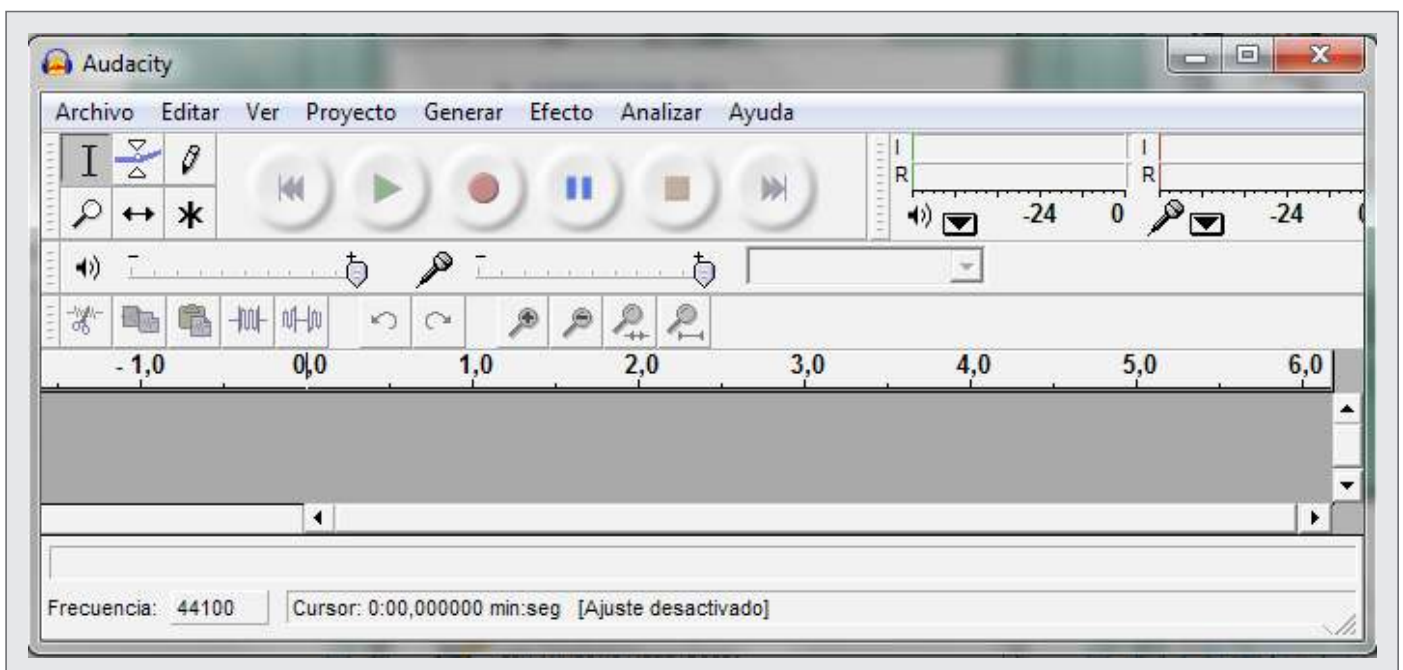 Audacity
Archivo Editar Ver Proyecto Generar Efecto Analizar Ayuda
I
R
-24 0
I
R
-24 0
- +
- +
- 1,0 0,0 1,0 2,0 3,0 4,0 5,0 6,0
Frecuencia: 44100 Cursor: 0:00,000000 min:seg [Ajuste desactivado]